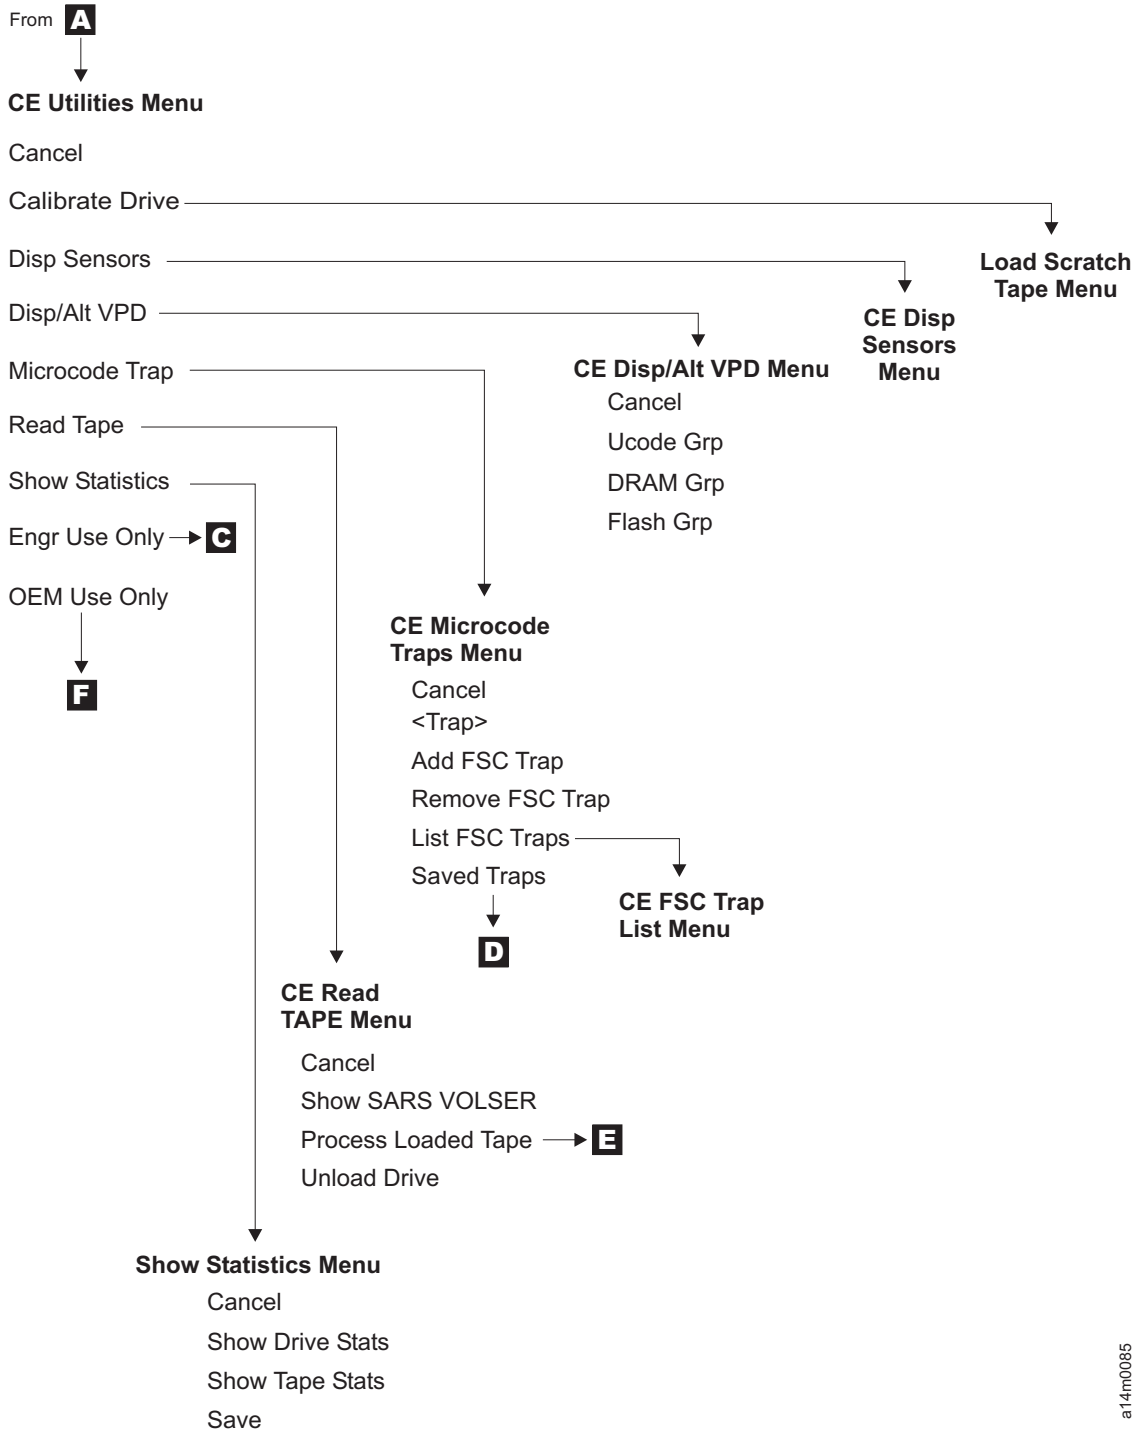 From A
CE Utilities Menu
Cancel
Calibrate Drive
Disp Sensors
Disp/Alt VPD
Microcode Trap
Read Tape
Show Statistics
Engr Use Only C
OEM Use Only
F
Load Scratch
Tape Menu
CE Disp
Sensors
Menu
CE Disp/Alt VPD Menu
Cancel
Ucode Grp
DRAM Grp
Flash Grp
CE Microcode
Traps Menu
Cancel
<Trap>
Add FSC Trap
Remove FSC Trap
List FSC Traps
Saved Traps
D
CE FSC Trap
List Menu
CE Read
TAPE Menu
Cancel
Show SARS VOLSER
Process Loaded Tape E
Unload Drive
Show Statistics Menu
Cancel
Show Drive Stats
Show Tape Stats
Save
a14m0085